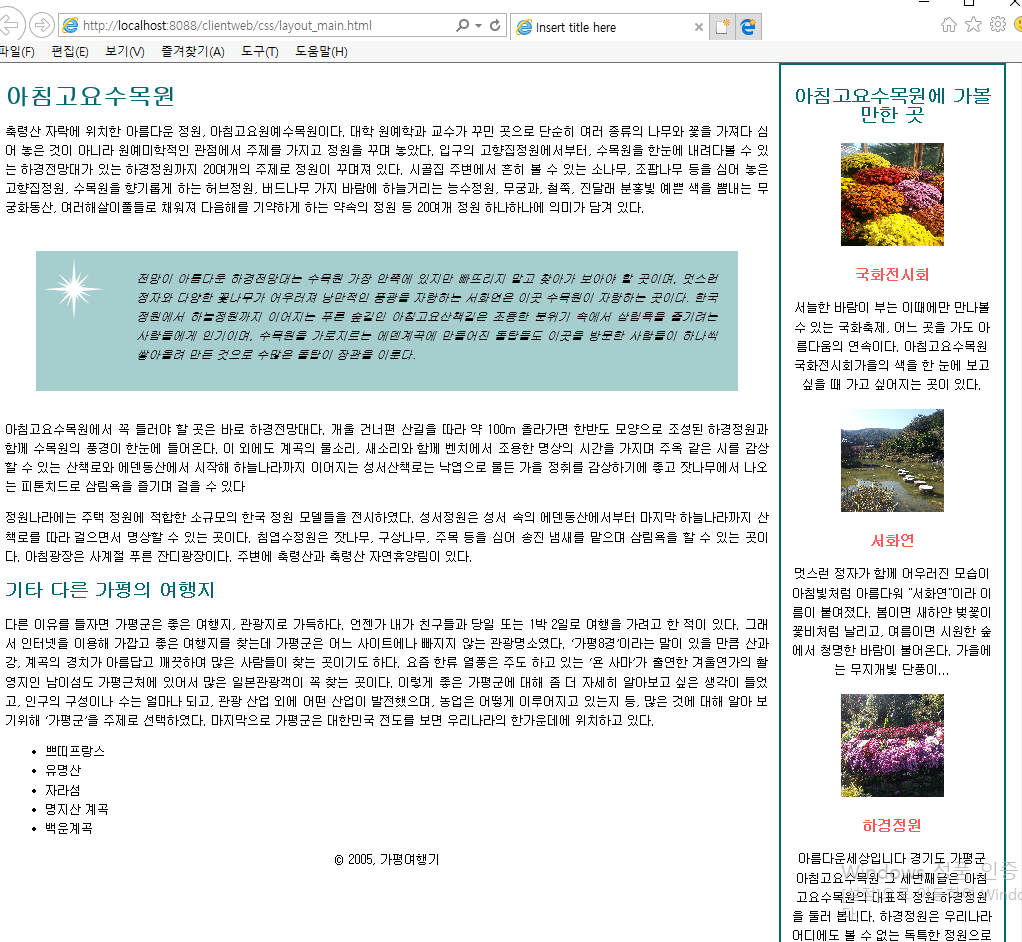 http://localhost:8088/clientweb/css/layout_main.html
Insert title here
파일(F) 편집(E) 보기(V) 즐겨찾기(A) 도구(T) 도움말(H)
아침고요수목원
축령산 자락에 위치한 아름다운 정원, 아침고요원예수목원이다. 대학 원예학과 교수가 꾸민 곳으로 단순히 여러 종류의 나무와 꽃을 가져다 심
어 놓은 것이 아니라 원예미학적인 관점에서 주제를 가지고 정원을 꾸며 놓았다. 입구의 고향집정원에서부터, 수목원을 한눈에 내려다볼 수 있
는 하경전망대가 있는 하경정원까지 20여개의 주제로 정원이 꾸며져 있다. 시골집 주변에서 흔히 볼 수 있는 소나무, 조팝나무 등을 심어 놓은
고향집정원, 수목원을 향기롭게 하는 허브정원, 버드나무 가지 바람에 하늘거리는 능수정원, 무궁과, 철쭉, 진달래 분홍빛 예쁜 색을 뽐내는 무
궁화동산, 여러해살이풀들로 채워져 다음해를 기약하게 하는 약속의 정원 등 20여개 정원 하나하나에 의미가 담겨 있다.
전망이 아름다운 하경전망대는 수목원 가장 안쪽에 있지만 빠뜨리지 말고 찾아가 보아야 할 곳이며, 멋스런
정자와 다양한 꽃나무가 어우러져 낭만적인 풍광을 자랑하는 서화연은 이곳 수목원이 자랑하는 곳이다. 한국
정원에서 하늘정원까지 이어지는 푸른 숲길인 아침고요산책길은 조용한 분위기 속에서 삼림욕을 즐기려는
사람들에게 인기이며, 수목원을 가로지르는 에덴계곡에 만들어진 돌탑들도 이곳을 방문한 사람들이 하나씩
쌓아올려 만든 것으로 수많은 돌탑이 장관을 이룬다.
아침고요수목원에서 꼭 들러야 할 곳은 바로 하경전망대다. 개울 건너편 산길을 따라 약 100m 올라가면 한반도 모양으로 조성된 하경정원과
함께 수목원의 풍경이 한눈에 들어온다. 이 외에도 계곡의 물소리, 새소리와 함께 벤치에서 조용한 명상의 시간을 가지며 주옥 같은 시를 감상
할 수 있는 산책로와 에덴동산에서 시작해 하늘나라까지 이어지는 성서산책로는 낙엽으로 물든 가을 정취를 감상하기에 좋고 잣나무에서 나오
는 피톤치드로 삼림욕을 즐기며 걸을 수 있다
정원나라에는 주택 정원에 적합한 소규모의 한국 정원 모델들을 전시하였다. 성서정원은 성서 속의 에덴동산에서부터 마지막 하늘나라까지 산
책로를 따라 걸으면서 명상할 수 있는 곳이다. 침엽수정원은 잣나무, 구상나무, 주목 등을 심어 송진 냄새를 맡으며 삼림욕을 할 수 있는 곳이
다. 아침광장은 사계절 푸른 잔디광장이다. 주변에 축령산과 축령산 자연휴양림이 있다.
기타 다른 가평의 여행지
다른 이유를 들자면 가평군은 좋은 여행지, 관광지로 가득하다. 언젠가 내가 친구들과 당일 또는 1박 2일로 여행을 가려고 한 적이 있다. 그래
서 인터넷을 이용해 가깝고 좋은 여행지를 찾는데 가평군은 어느 사이트에나 빠지지 않는 관광명소였다. ‘가평8경’이라는 말이 있을 만큼 산과
강, 계곡의 경치가 아름답고 깨끗하여 많은 사람들이 찾는 곳이기도 하다. 요즘 한류 열풍은 주도 하고 있는 ‘욘 사마’가 출연한 겨울연가의 촬
영지인 남이섬도 가평근처에 있어서 많은 일본관광객이 꼭 찾는 곳이다. 이렇게 좋은 가평군에 대해 좀 더 자세히 알아보고 싶은 생각이 들었
고, 인구의 구성이나 수는 얼마나 되고, 관광 산업 외에 어떤 산업이 발전했으며, 농업은 어떻게 이루어지고 있는지 등, 많은 것에 대해 알아 보
기위해 ‘가평군’을 주제로 선택하였다. 마지막으로 가평군은 대한민국 전도를 보면 우리나라의 한가운데에 위치하고 있다.
• 쁘띠프랑스
• 유명산
• 자라섬
• 명지산 계곡
• 백운계곡
© 2005, 가평여행기
아침고요수목원에 가볼
만한 곳
국화전시회
서늘한 바람이 부는 이때에만 만나볼
수 있는 국화축제, 어느 곳을 가도 아
름다움의 연속이다. 아침고요수목원
국화전시회가을의 색을 한 눈에 보고
싶을 때 가고 싶어지는 곳이 있다.
서화연
멋스런 정자가 함께 어우러진 모습이
아침빛처럼 아름다워 "서화연"이라 이
름이 붙여졌다. 봄이면 새하얀 벚꽃이
꽃비처럼 날리고, 여름이면 시원한 숲
에서 청명한 바람이 불어온다. 가을에
는 무지개빛 단풍이...
하경정원
아름다운세상입니다 경기도 가평군
아침고요수목원 그 세번째글은 아침
고요수목원의 대표적 정원 하경정원
을 둘러 봅니다. 하경정원은 우리나라
어디에도 볼 수 없는 독특한 정원으로
Windows 정품 인증